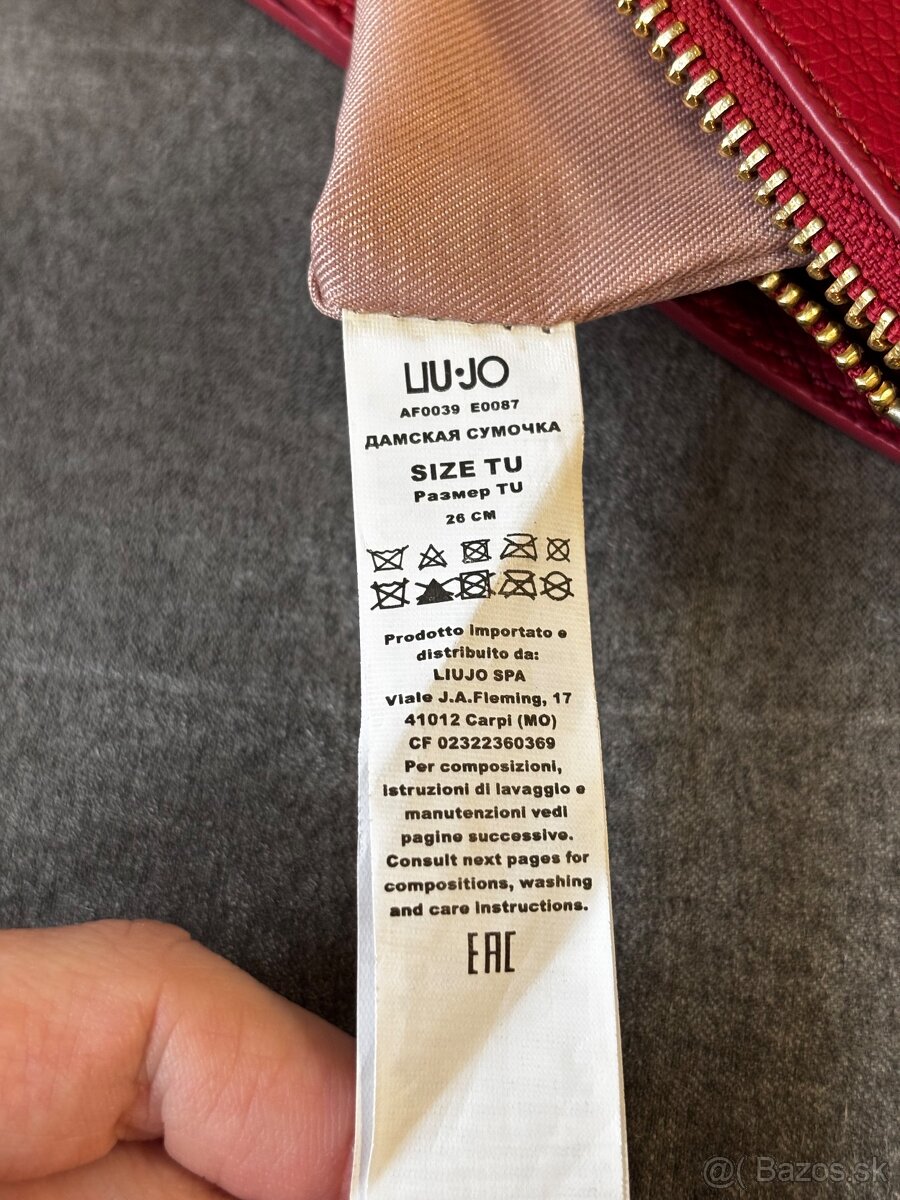 LIU·JO
AF0039 E0087
ДАМСКАЯ СУМОЧКА
SIZE TU
Размер TU
26 CM
Prodotto importato e
distribuito da:
LIUJO SPA
Viale J.A.Fleming, 17
41012 Carpi (MO)
CF 02322360369
Per composizioni,
istruzioni di lavaggio e
manutenzioni vedi
pagine successive.
Consult next pages for
compositions, washing
and care instructions.
EAC
@( Bazos.sk